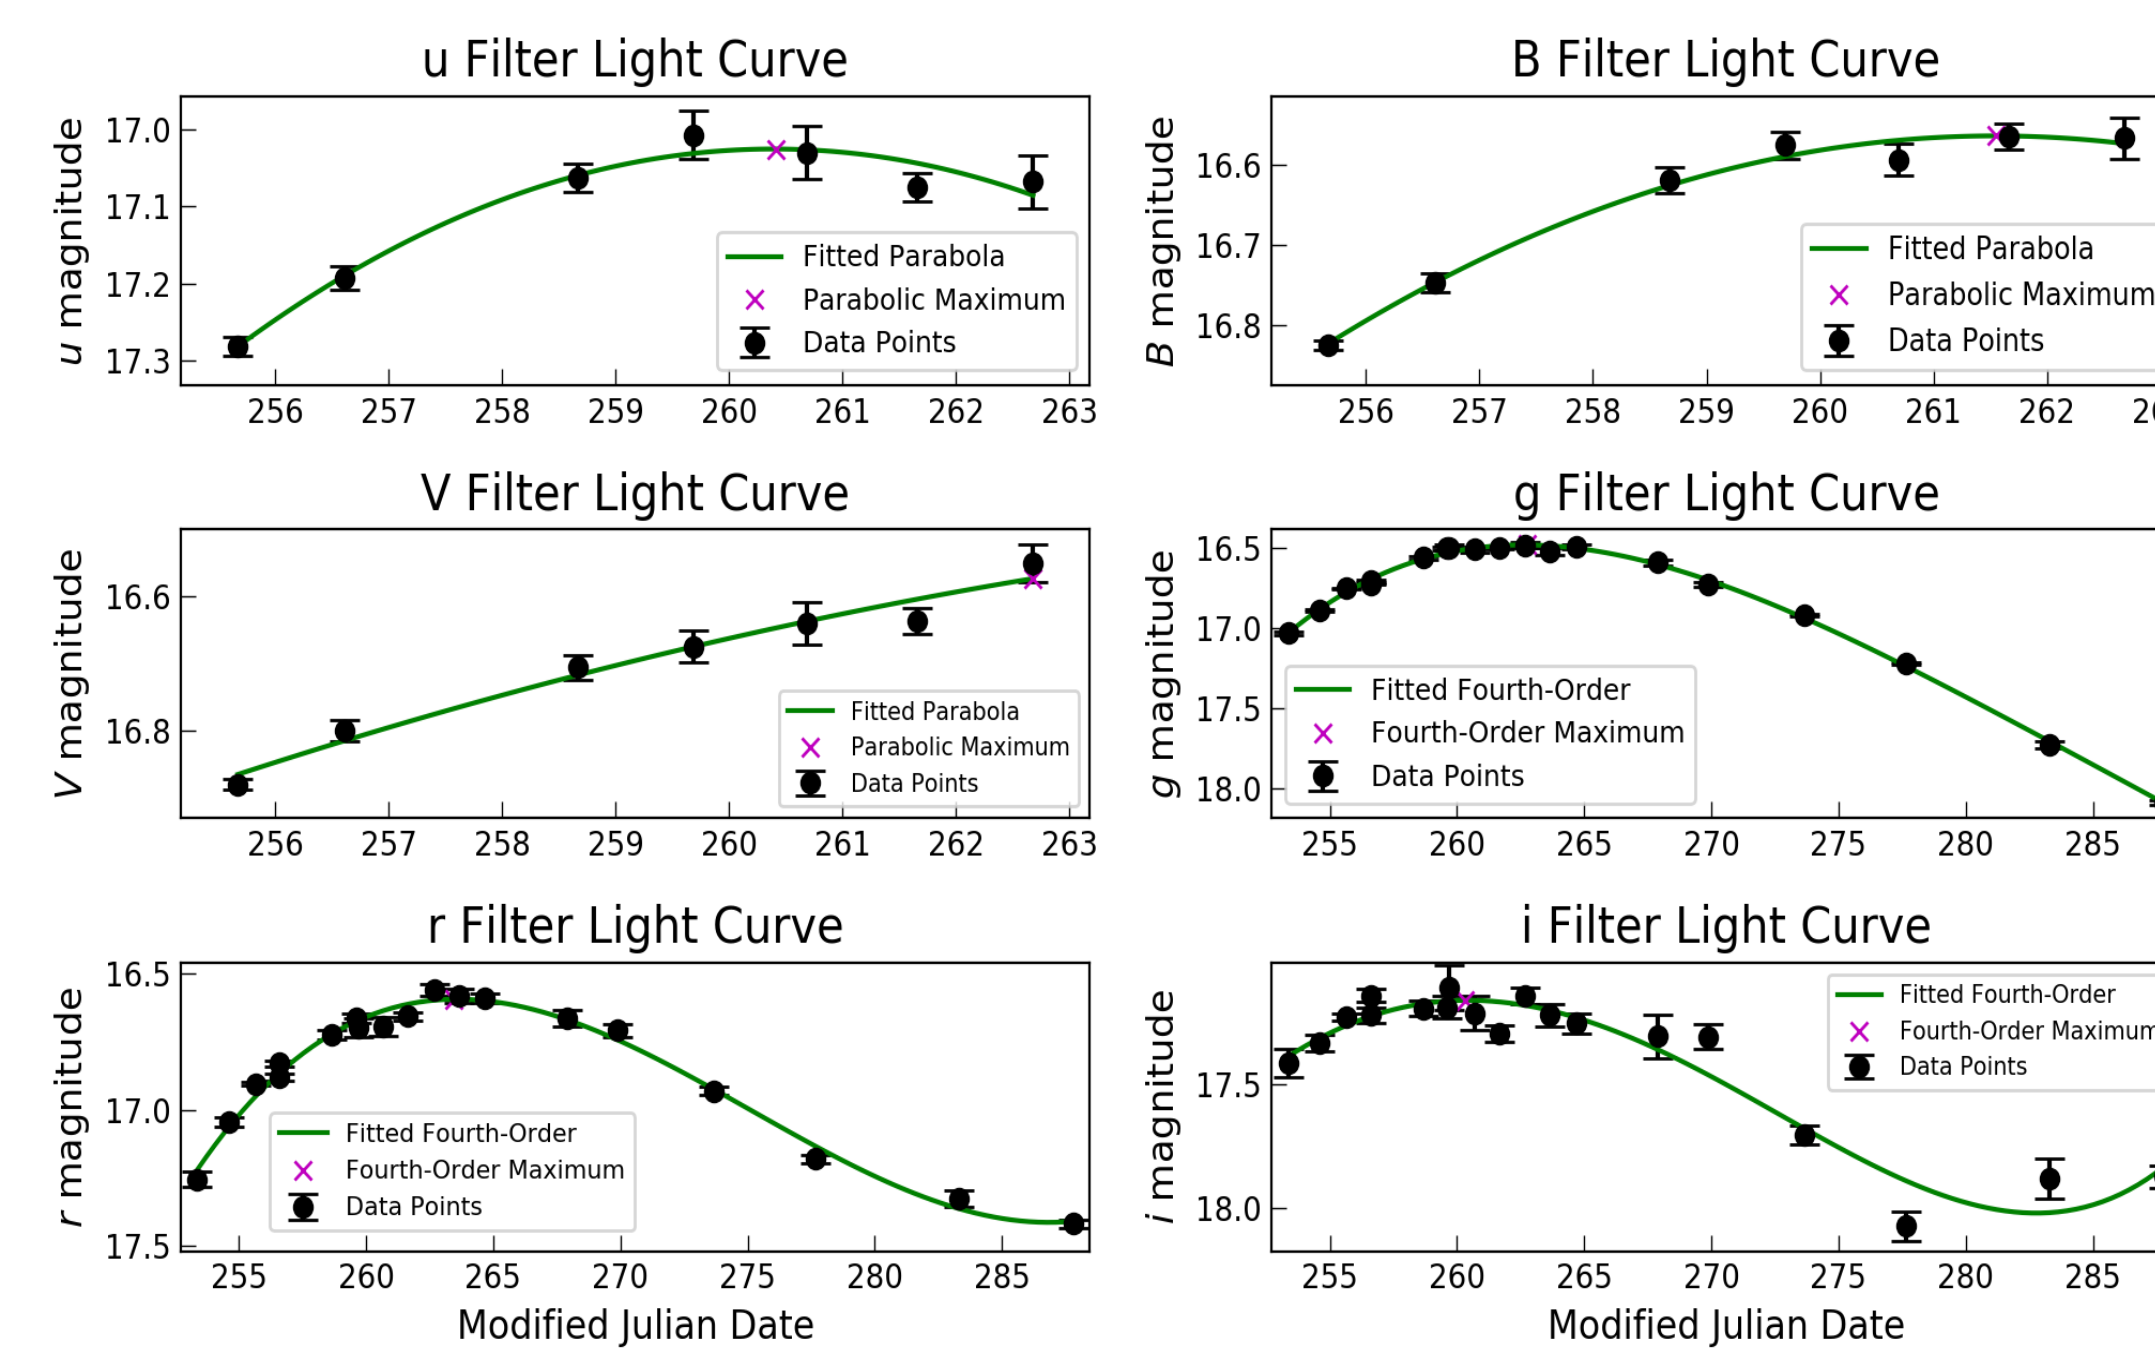 u Filter Light Curve
u magnitude
17.0
17.1
17.2
17.3
256 257 258 259 260 261 262 263
Fitted Parabola
Parabolic Maximum
Data Points
B Filter Light Curve
B magnitude
16.6
16.7
16.8
256 257 258 259 260 261 262
Fitted Parabola
Parabolic Maximum
Data Points
V Filter Light Curve
V magnitude
16.6
16.8
256 257 258 259 260 261 262 263
Fitted Parabola
Parabolic Maximum
Data Points
g Filter Light Curve
g magnitude
16.5
17.0
17.5
18.0
255 260 265 270 275 280 285
Fitted Fourth-Order
Fourth-Order Maximum
Data Points
r Filter Light Curve
r magnitude
16.5
17.0
17.5
255 260 265 270 275 280 285
Fitted Fourth-Order
Fourth-Order Maximum
Data Points
Modified Julian Date
i Filter Light Curve
i magnitude
17.5
18.0
255 260 265 270 275 280 285
Fitted Fourth-Order
Fourth-Order Maximum
Data Points
Modified Julian Date